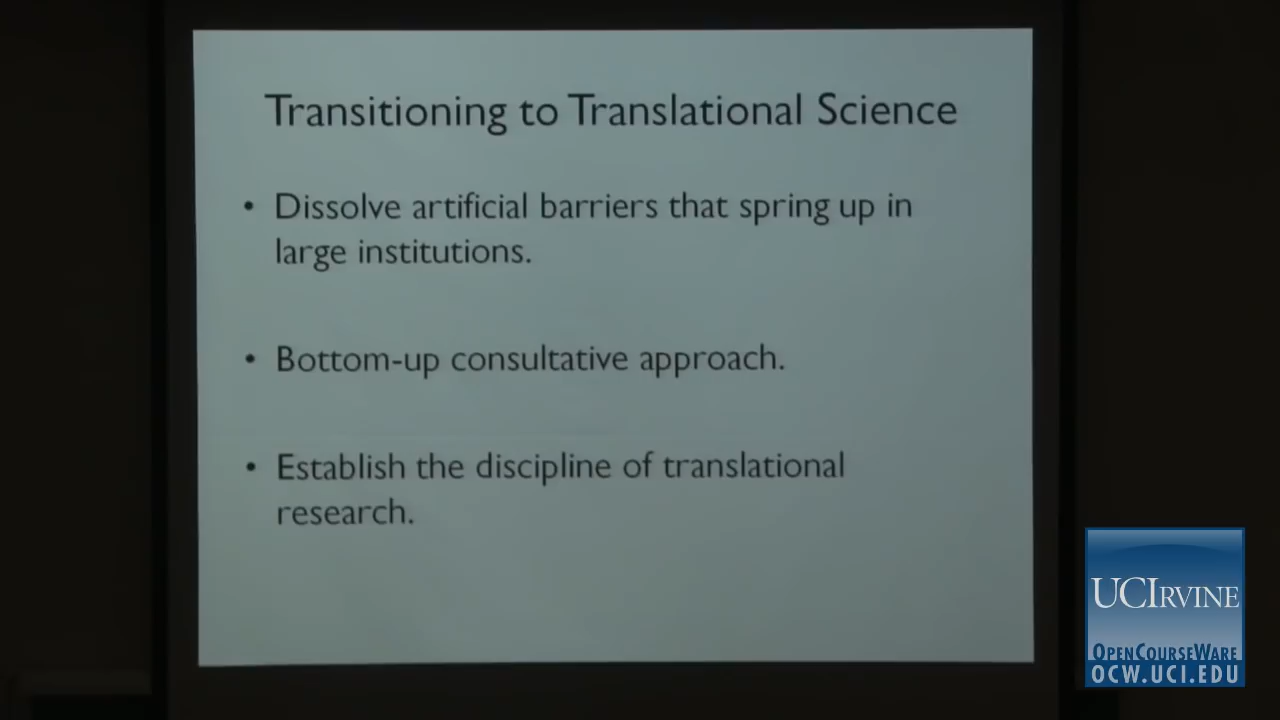 Transitioning to Translational Science
• Dissolve artificial barriers that spring up in
large institutions.
• Bottom-up consultative approach.
• Establish the discipline of translational
research.
UCIRVINE
OPENCOURSEWARE
OCW.UCI.EDU